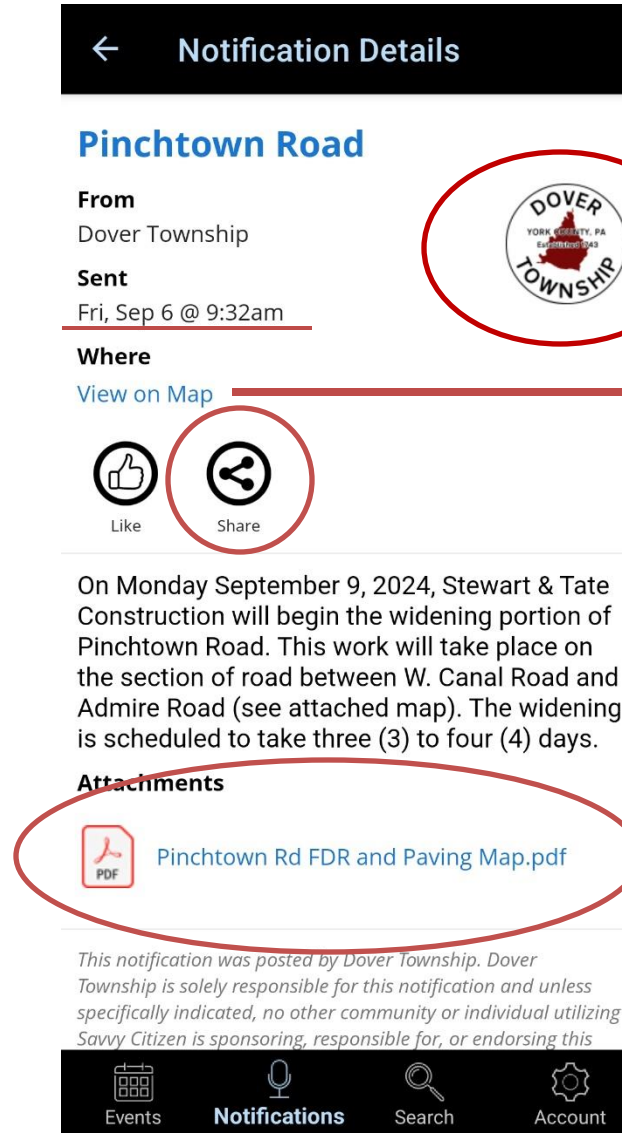 Notification Details
Pinchtown Road
From
Dover Township
DOVER
YORK COUNTY, PA
Established 1743
TOWNSHIP
Sent
Fri, Sep 6 @ 9:32am
Where
View on Map
Like
Share
On Monday September 9, 2024, Stewart & Tate
Construction will begin the widening portion of
Pinchtown Road. This work will take place on
the section of road between W. Canal Road and
Admire Road (see attached map). The widening
is scheduled to take three (3) to four (4) days.
Attachments
PDF
Pinchtown Rd FDR and Paving Map.pdf
This notification was posted by Dover Township. Dover
Township is solely responsible for this notification and unless
specifically indicated, no other community or individual utilizing
Savvy Citizen is sponsoring, responsible for, or endorsing this
Events
Notifications
Search
Account